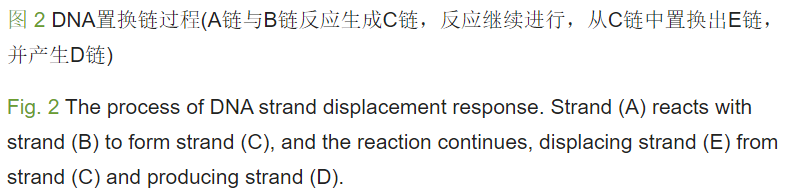 图 2 DNA置换链过程(A链与B链反应生成C链，反应继续进行，从C链中置换出E链，
并产生D链)
Fig. 2 The process of DNA strand displacement response. Strand (A) reacts with
strand (B) to form strand (C), and the reaction continues, displacing strand (E) from
strand (C) and producing strand (D).